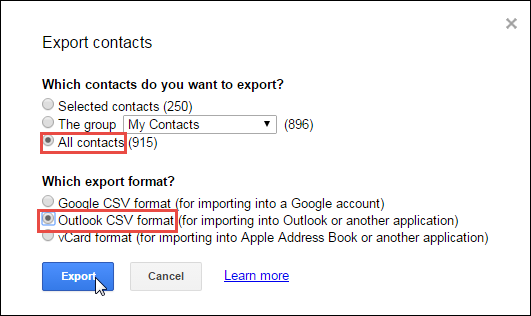 Export contacts
Which contacts do you want to export?
Selected contacts (250)
The group My Contacts (896)
All contacts (915)
Which export format?
Google CSV format (for importing into a Google account)
Outlook CSV format (for importing into Outlook or another application)
vCard format (for importing into Apple Address Book or another application)
Export Cancel Learn more